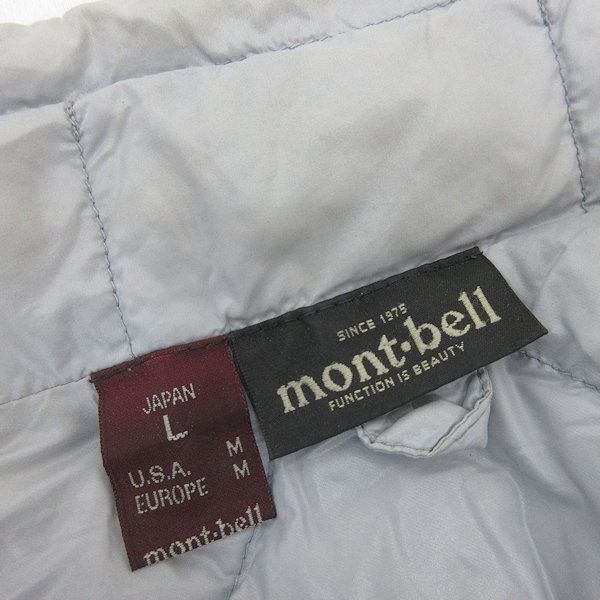 SINCE 1975
mont·bell
FUNCTION IS BEAUTY
JAPAN
L
U.S.A. M
EUROPE M
mont·bell